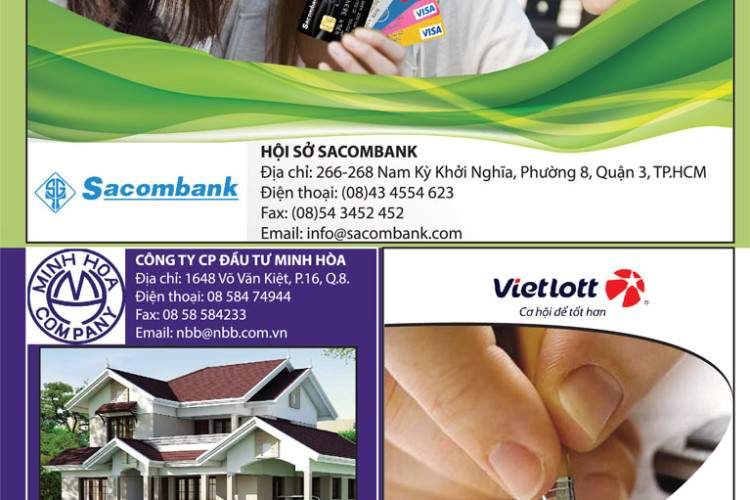 Sacombank
VISA
VISA
HỘI SỞ SACOMBANK
Sacombank
Địa chỉ: 266-268 Nam Kỳ Khởi Nghĩa, Phường 8, Quận 3, TP.HCM
Điện thoại: (08)43 4554 623
Fax: (08)54 3452 452
Email: info@sacombank.com
MINH HOA
COMPANY
CÔNG TY CP ĐẦU TƯ MINH HÒA
Địa chỉ: 1648 Võ Văn Kiệt, P.16, Q.8.
Điện thoại: 08 584 74944
Fax: 08 58 584233
Email: nbb@nbb.com.vn
Vietlott
Cơ hội để tốt hơn